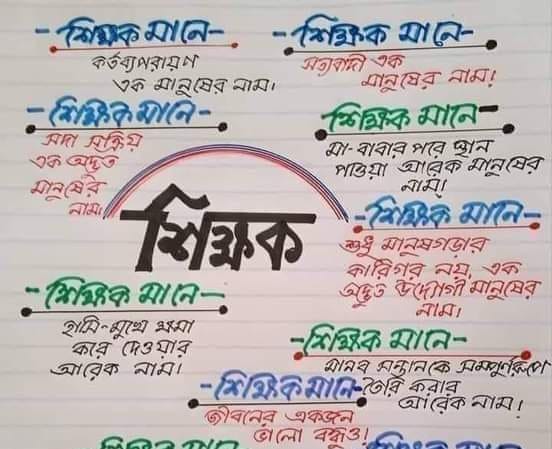 -শিক্ষক মানে-
কর্তব্যপরায়ণ
এক মানুষের নাম।
-শিক্ষক মানে-
সত্যবাদী এক
মানুষের নাম।
-শিক্ষক মানে-
সদা সক্রিয়
এক অদ্ভুত
মানুষের
নাম।
শিক্ষক মানে-
মা-বাবার পরে স্থান
পাওয়া আরেক মানুষের
নাম।
শিক্ষক
-শিক্ষক মানে-
শুধু মানুষগড়ার
কারিগর নয়, এক
অদ্ভুত উদ্যোগী মানুষের
নাম।
-শিক্ষক মানে-
হাসি-মুখে ক্ষমা
করে দেওয়ার
আরেক নাম।
-শিক্ষক মানে-
মানব সন্তানকে সম্পূর্ণরূপে
তৈরি করার
আরেক নাম।
-শিক্ষক মানে-
জীবনের একজন
ভালো বন্ধুও।
শিক্ষক মানে-
শিক্ষক মানে-